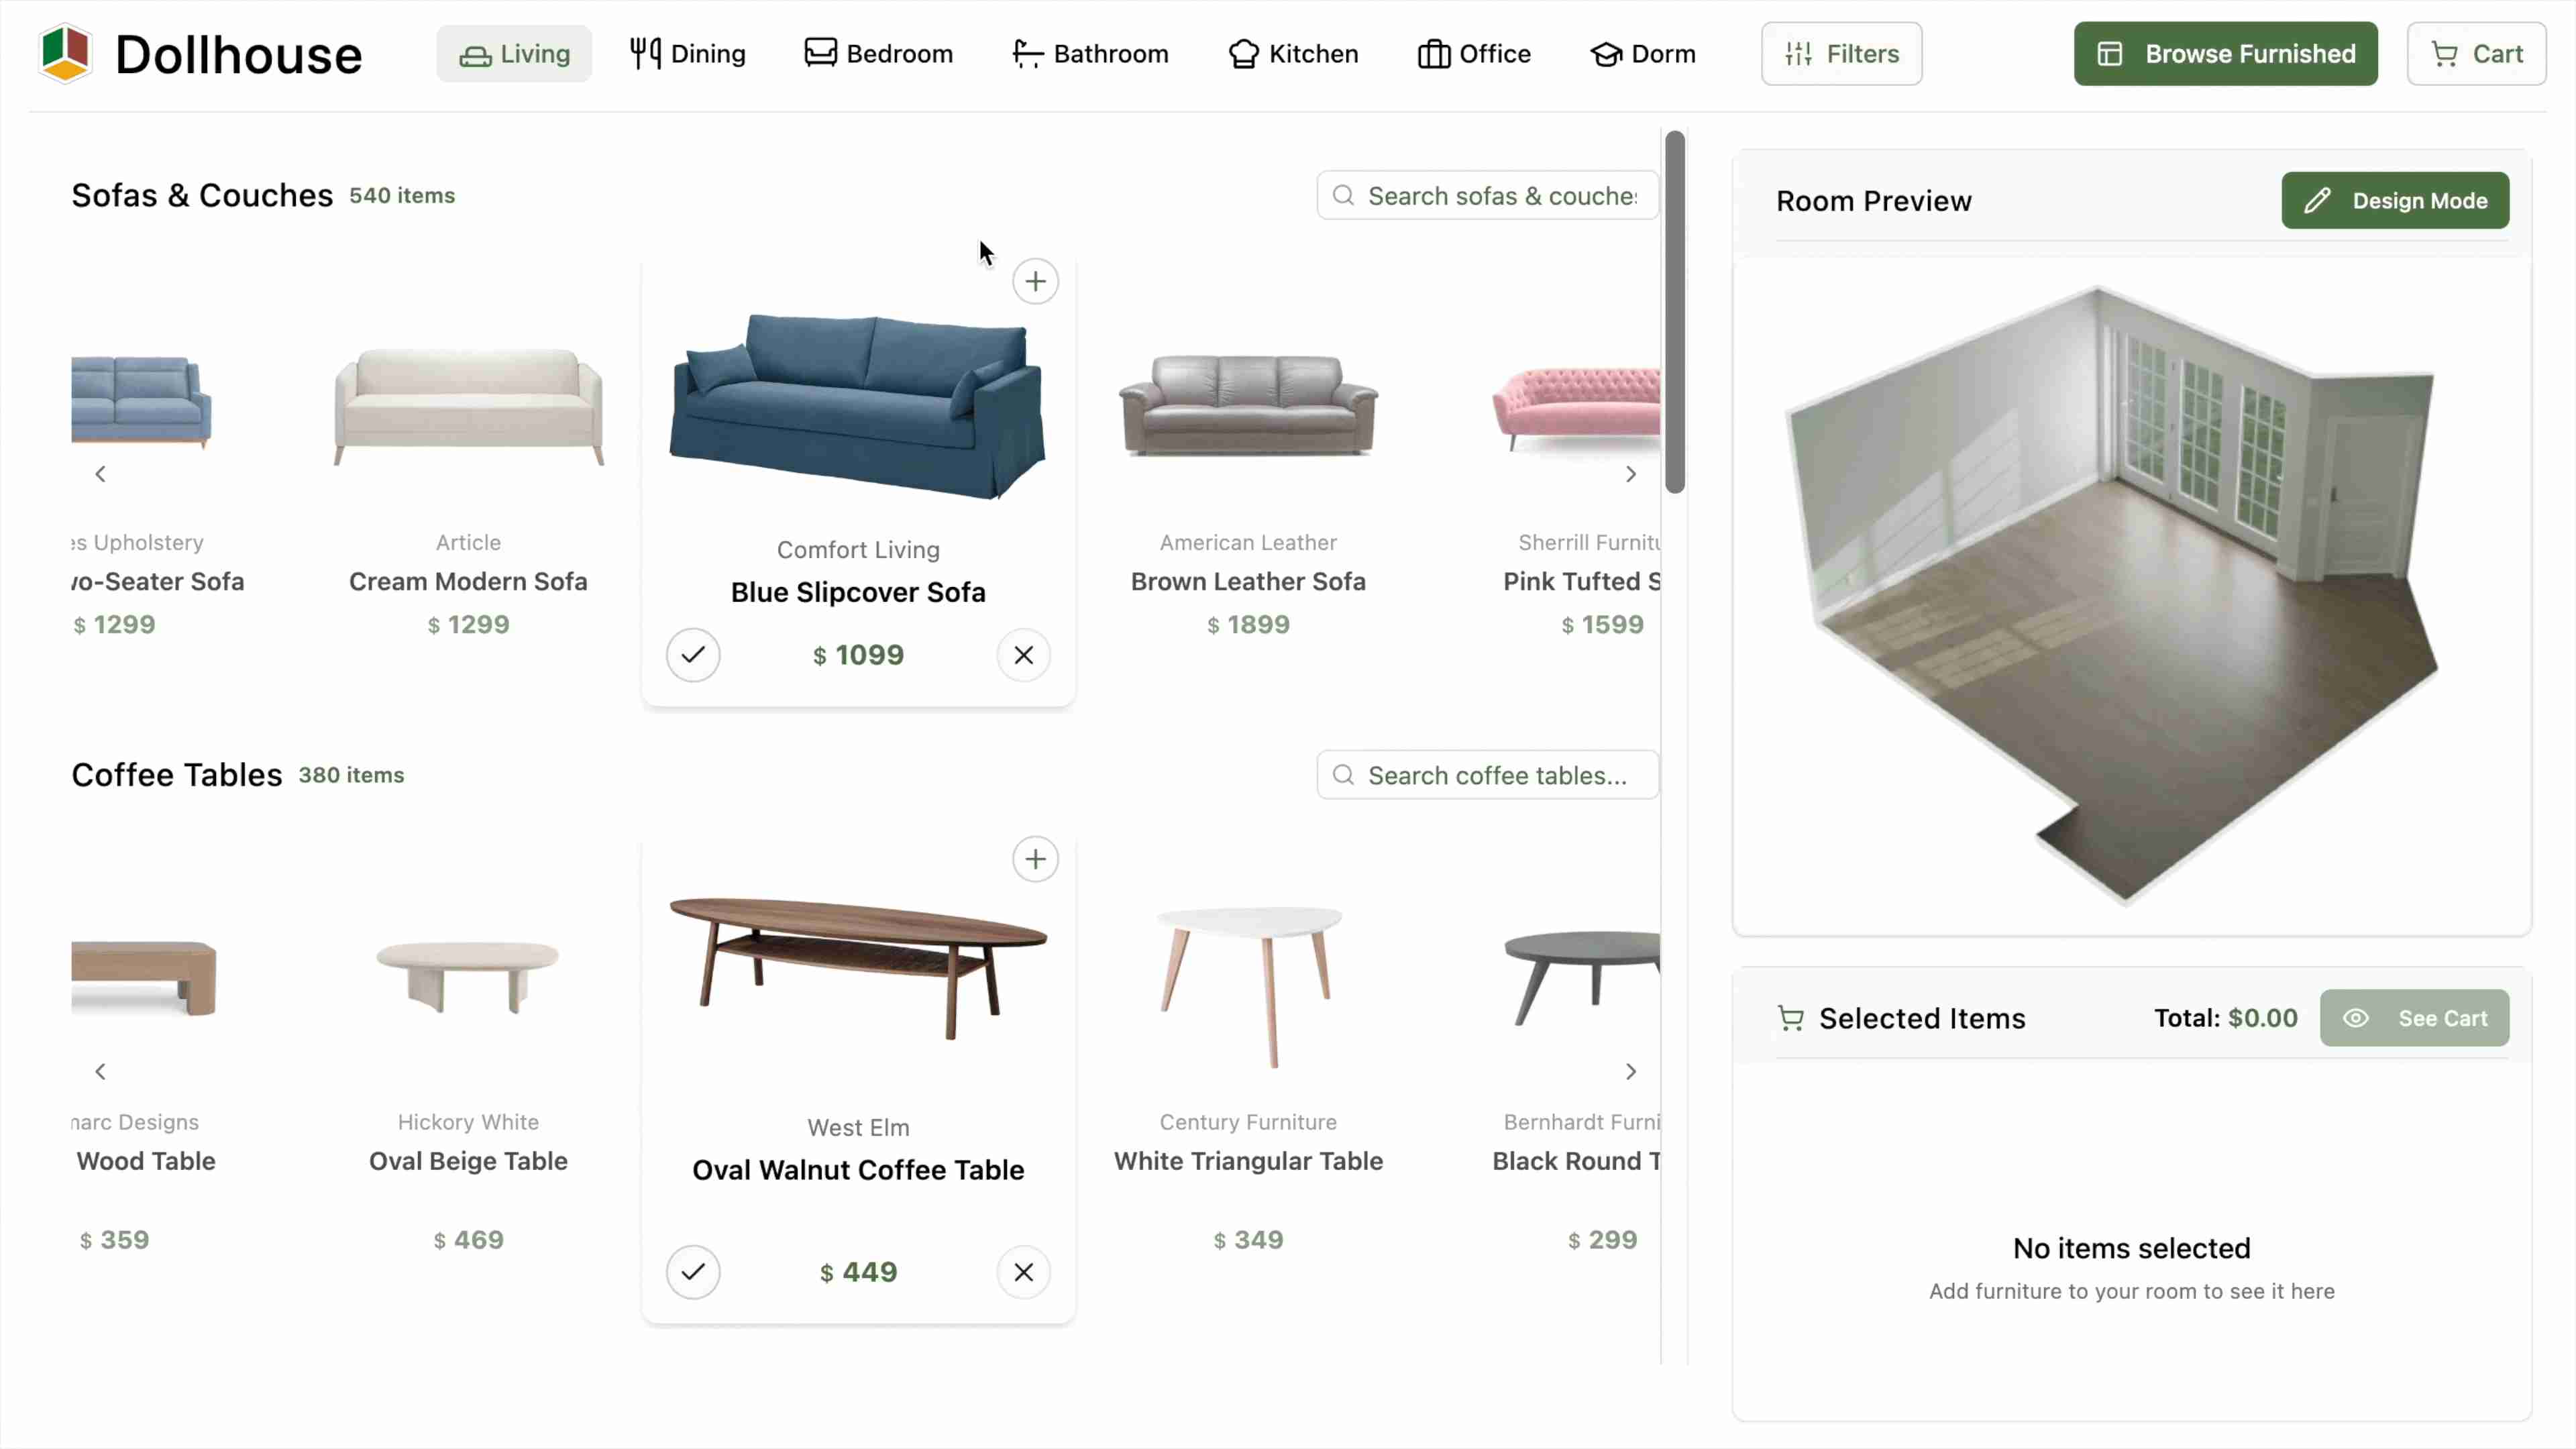 Dollhouse
Living
Dining
Bedroom
Bathroom
Kitchen
Office
Dorm
Filters
Browse Furnished
Cart
Sofas & Couches 540 items
Search sofas & couche
es Upholstery
vo-Seater Sofa
$ 1299
Article
Cream Modern Sofa
$ 1299
Comfort Living
Blue Slipcover Sofa
$ 1099
American Leather
Brown Leather Sofa
$ 1899
Sherrill Furnitu
Pink Tufted S
$ 1599
Coffee Tables 380 items
Search coffee tables...
narc Designs
Wood Table
$ 359
Hickory White
Oval Beige Table
$ 469
West Elm
Oval Walnut Coffee Table
$ 449
Century Furniture
White Triangular Table
$ 349
Bernhardt Furni
Black Round T
$ 299
Room Preview
Design Mode
Selected Items
Total: $0.00
See Cart
No items selected
Add furniture to your room to see it here